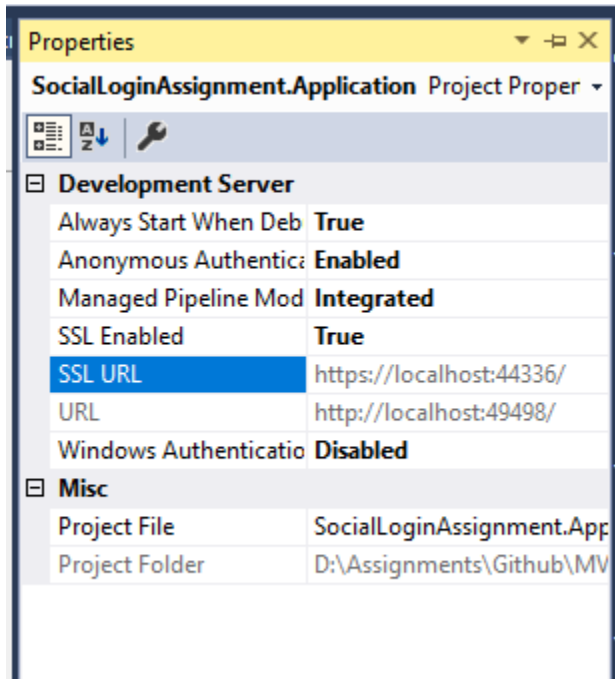 Properties
SocialLoginAssignment.Application Project Proper
Development Server
Always Start When Deb True
Anonymous Authentica Enabled
Managed Pipeline Mod Integrated
SSL Enabled True
SSL URL https://localhost:44336/
URL http://localhost:49498/
Windows Authenticatio Disabled
Misc
Project File SocialLoginAssignment.App
Project Folder D:\Assignments\Github\MV